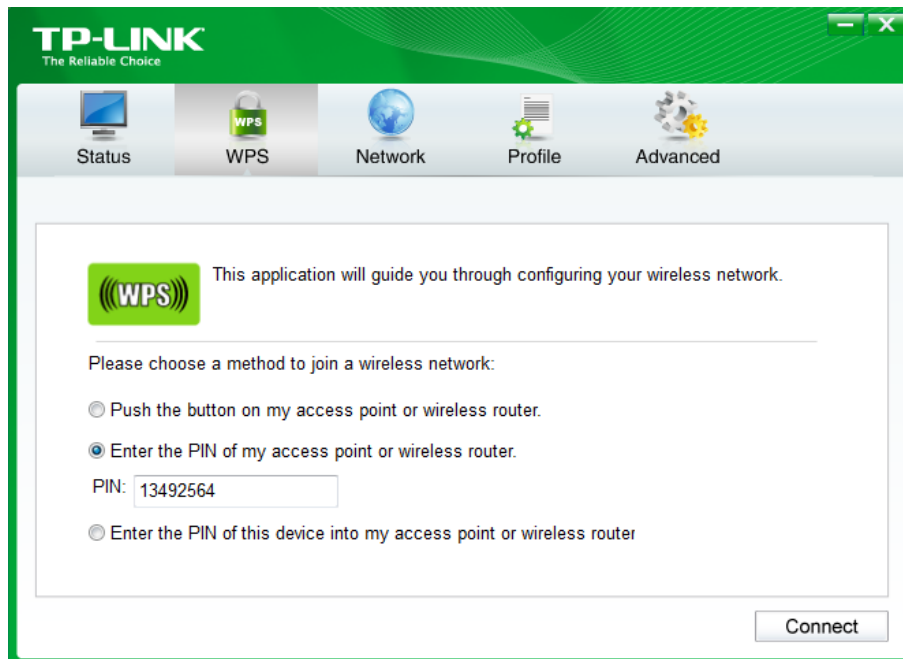 TP-LINK
The Reliable Choice
Status
WPS
WPS
Network
Profile
Advanced
WPS
This application will guide you through configuring your wireless network.
Please choose a method to join a wireless network:
Push the button on my access point or wireless router.
Enter the PIN of my access point or wireless router.
PIN: 13492564
Enter the PIN of this device into my access point or wireless router
Connect